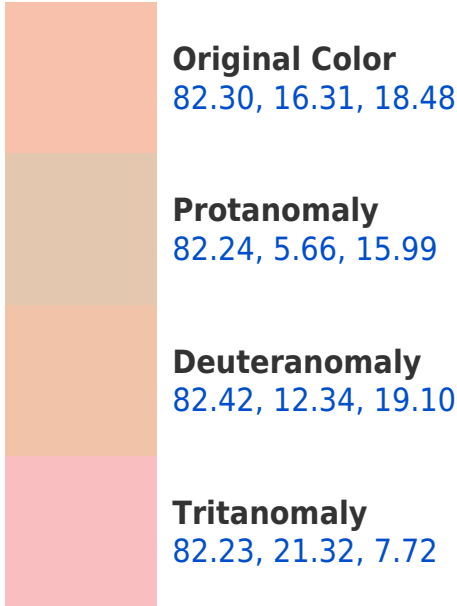 Original Color
82.30, 16.31, 18.48
Protanomaly
82.24, 5.66, 15.99
Deuteranomaly
82.42, 12.34, 19.10
Tritanomaly
82.23, 21.32, 7.72